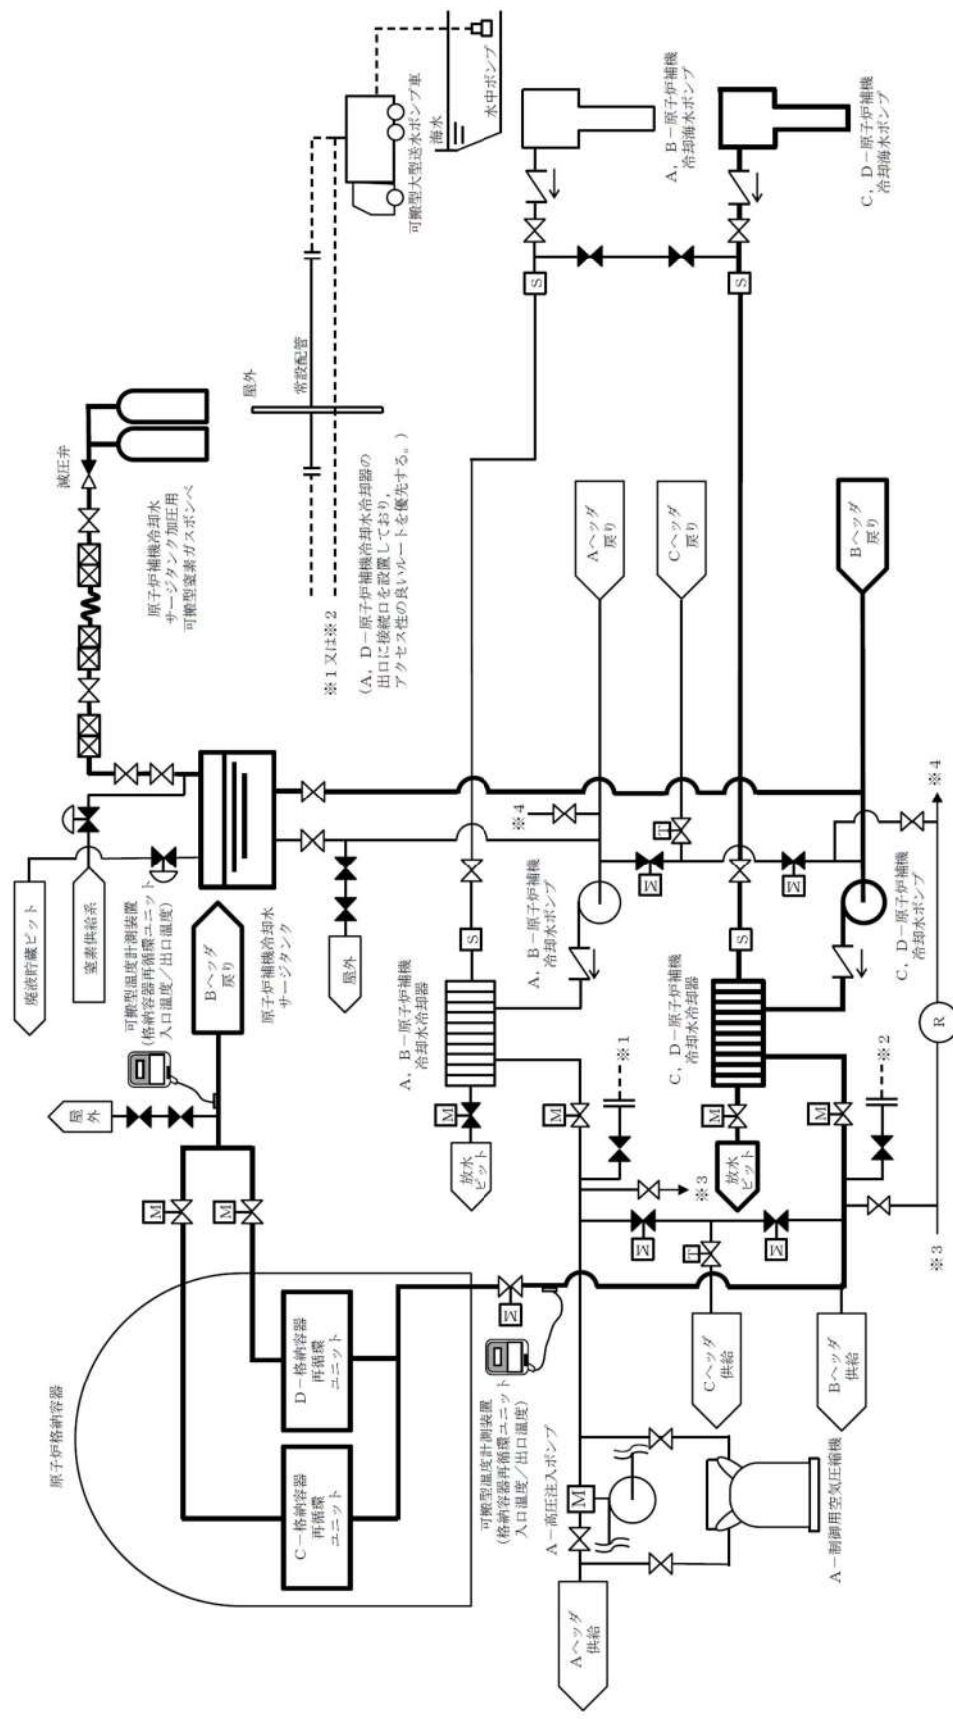 原子炉格納容器
C－格納容器
再循環
ユニット
D－格納容器
再循環
ユニット
M
M
屋外
Bヘッダ
戻り
可搬型温度計測装置
(格納容器再循環ユニット
入口温度／出口温度)
廃液貯蔵ピット
窒素供給系
原子炉補機冷却水
サージタンク
屋外
減圧弁
原子炉補機冷却水
サージタンク加圧用
可搬型窒素ガスボンベ
屋外
常設配管
※1又は※2
(A，D－原子炉補機冷却水冷却器の
出口に接続口を設置しており，
アクセス性の良いルートを優先する。)
可搬型大型送水ポンプ車
海水
水中ポンプ
M
可搬型温度計測装置
(格納容器再循環ユニット
入口温度／出口温度)
放水
ピット
M
A，B－原子炉補機
冷却水冷却器
S
S
A，B－原子炉補機
冷却海水ポンプ
Aヘッダ
供給
M
A－高圧注入ポンプ
A－制御用空気圧縮機
M
※1
※3
A，B－原子炉補機
冷却水ポンプ
※4
Aヘッダ
戻り
M
M
T
Cヘッダ
供給
M
M
T
Cヘッダ
戻り
放水
ピット
M
C，D－原子炉補機
冷却水冷却器
S
S
C，D－原子炉補機
冷却海水ポンプ
Bヘッダ
供給
M
※2
C，D－原子炉補機
冷却水ポンプ
Bヘッダ
戻り
※3
R
※4